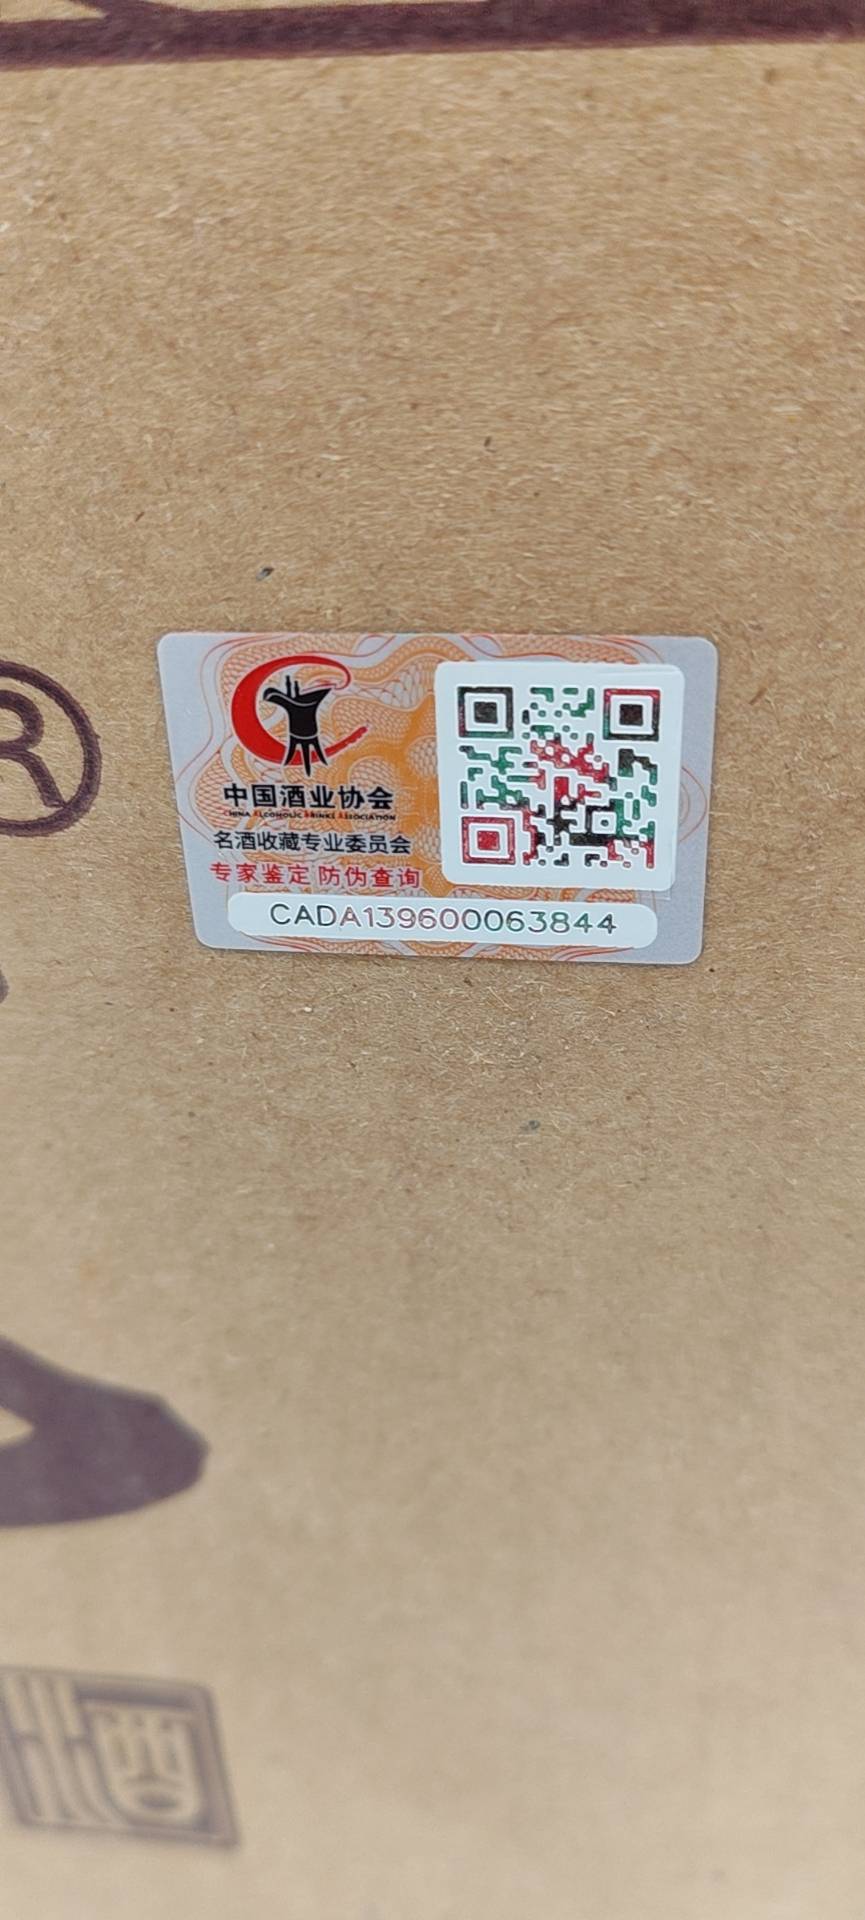 ®
中国酒业协会
CHINA ALCOHOLIC DRINKS ASSOCIATION
名酒收藏专业委员会
专家鉴定 防伪查询
CADA139600063844
酒